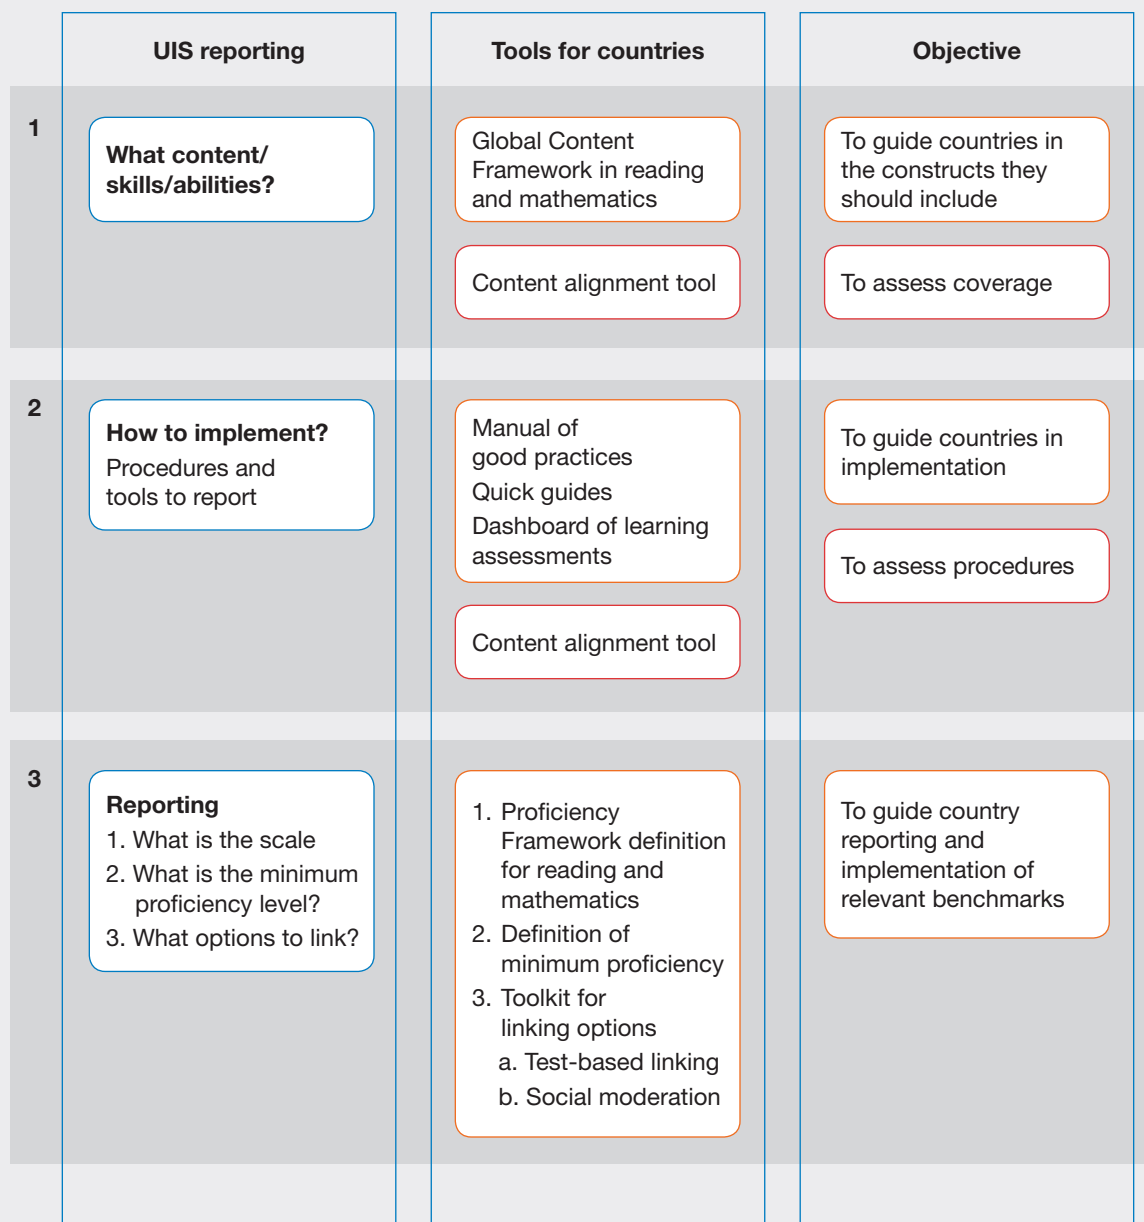 UIS reporting
Tools for countries
Objective
1
What content/
skills/abilities?
Global Content
Framework in reading
and mathematics
To guide countries in
the constructs they
should include
Content alignment tool
To assess coverage
2
How to implement?
Procedures and
tools to report
Manual of
good practices
Quick guides
Dashboard of learning
assessments
To guide countries in
implementation
Content alignment tool
To assess procedures
3
Reporting
1. What is the scale
2. What is the minimum
proficiency level?
3. What options to link?
1. Proficiency
Framework definition
for reading and
mathematics
2. Definition of
minimum proficiency
3. Toolkit for
linking options
a. Test-based linking
b. Social moderation
To guide country
reporting and
implementation of
relevant benchmarks